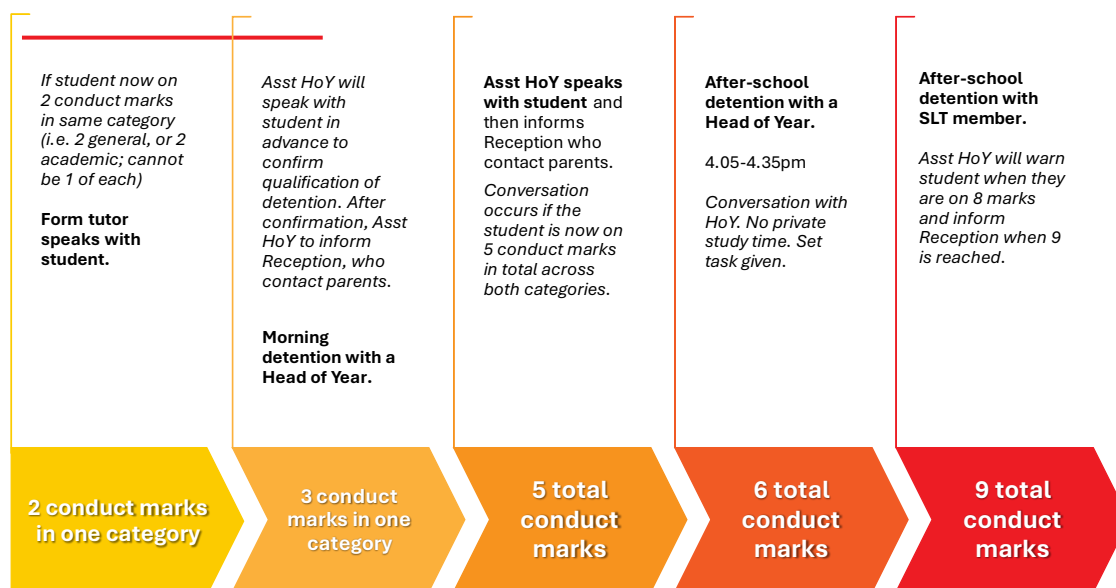 If student now on
2 conduct marks
in same category
(i.e. 2 general, or 2
academic; cannot
be 1 of each)
Form tutor
speaks with
student.
Asst HoY will
speak with
student in
advance to
confirm
qualification of
detention. After
confirmation, Asst
HoY to inform
Reception, who
contact parents.
Morning
detention with a
Head of Year.
Asst HoY speaks
with student and
then informs
Reception who
contact parents.
Conversation
occurs if the
student is now on
5 conduct marks
in total across
both categories.
After-school
detention with a
Head of Year.
4.05-4.35pm
Conversation with
HoY. No private
study time. Set
task given.
After-school
detention with
SLT member.
Asst HoY will warn
student when they
are on 8 marks
and inform
Reception when 9
is reached.
2 conduct marks
in one category
3 conduct
marks in one
category
5 total
conduct
marks
6 total
conduct
marks
9 total
conduct
marks